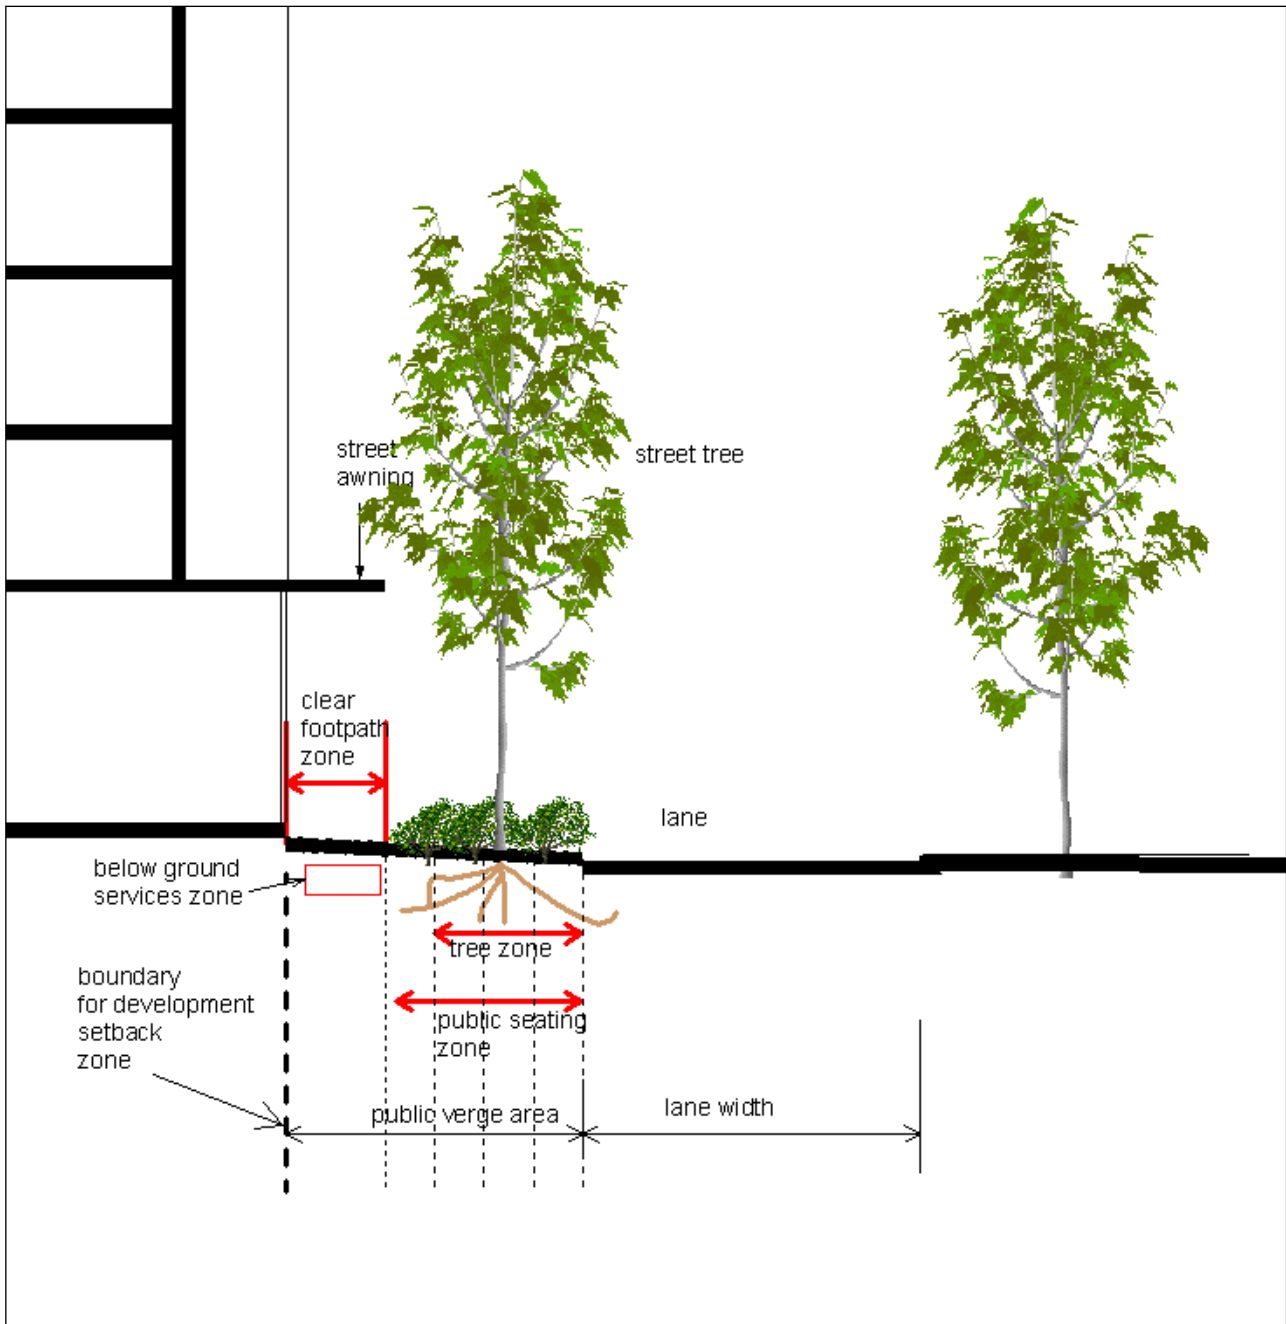 street
awning
street tree
clear
footpath
zone
lane
below ground
services zone
tree zone
boundary
for development
setback
zone
public seating
zone
public verge area
lane width